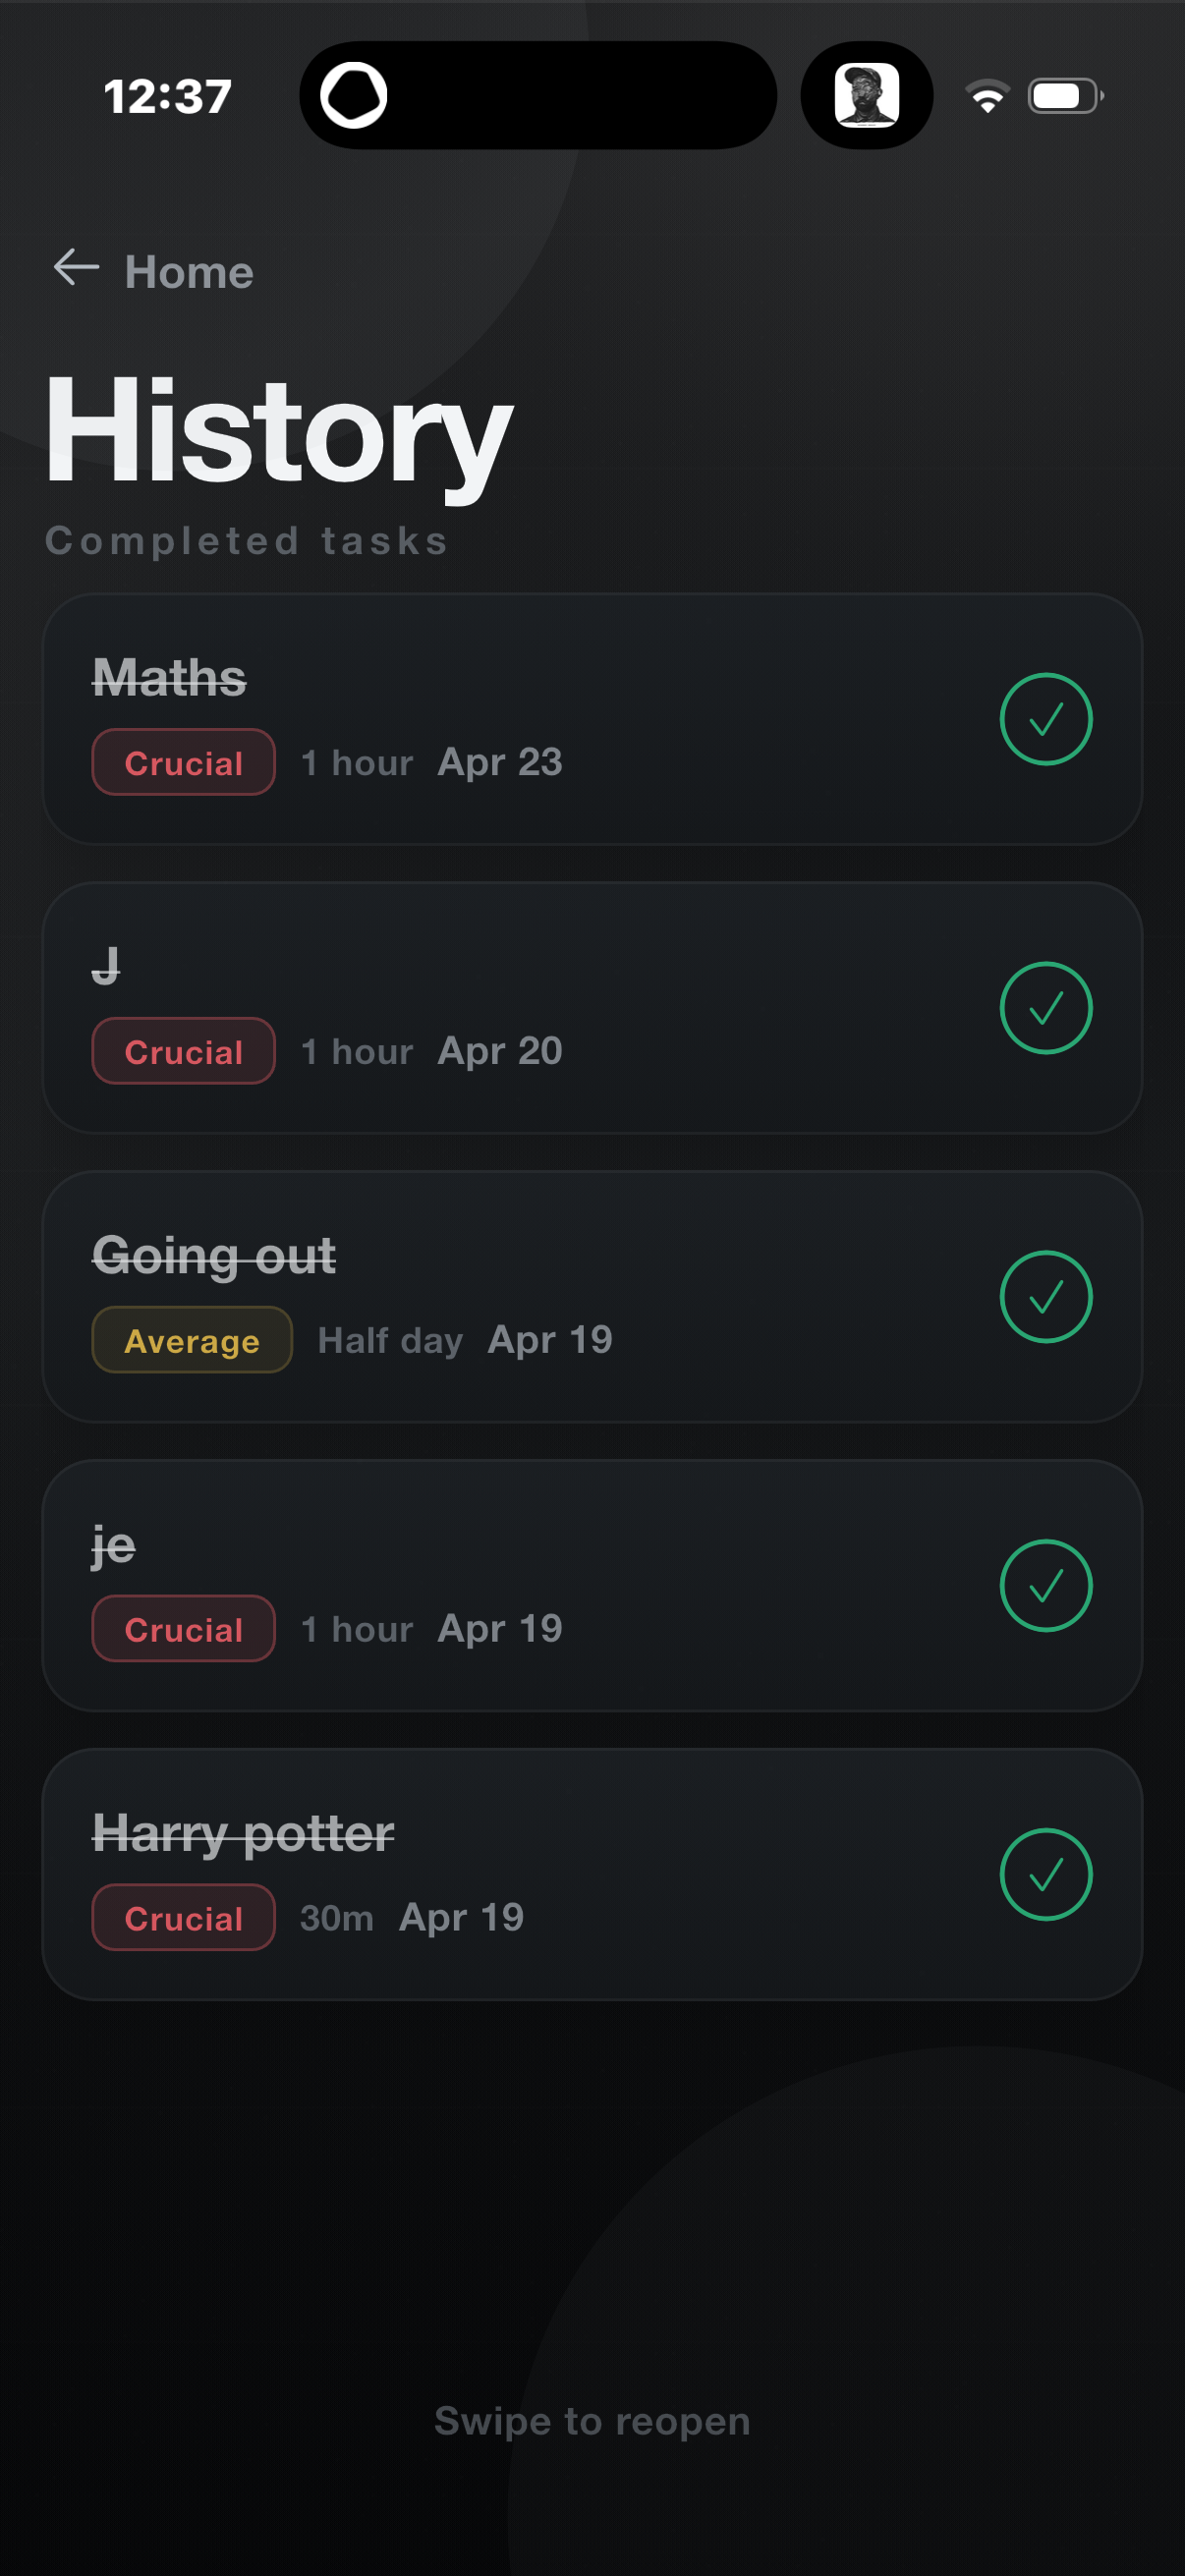 12:37
Home
History
Completed tasks
Maths
Crucial 1 hour Apr 23
J
Crucial 1 hour Apr 20
Going out
Average Half day Apr 19
je
Crucial 1 hour Apr 19
Harry potter
Crucial 30m Apr 19
Swipe to reopen